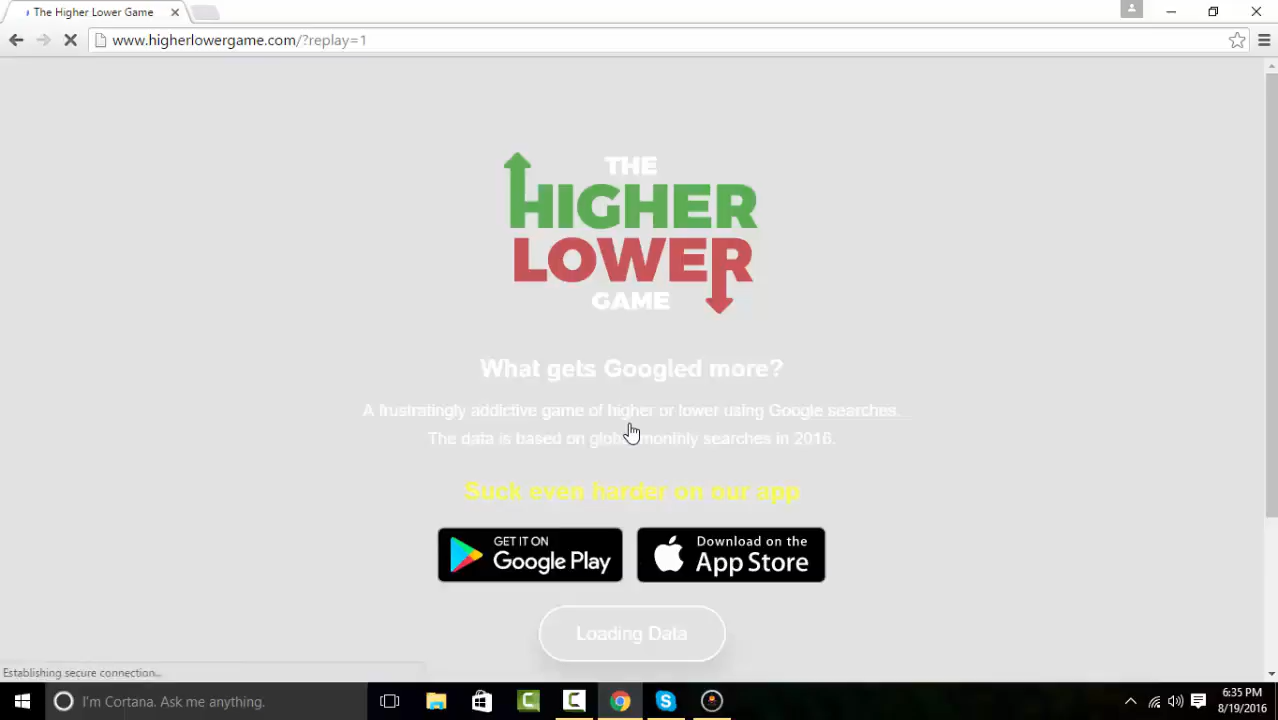 The Higher Lower Game
www.higherlowergame.com/?replay=1
THE
HIGHER
LOWER
GAME
What gets Googled more?
A frustratingly addictive game of higher or lower using Google searches...
The data is based on global monthly searches in 2016.
Suck even harder on our app
GET IT ON
Google Play
Download on the
App Store
Loading Data
Establishing secure connection...
I'm Cortana. Ask me anything.
6:35 PM
8/19/2016